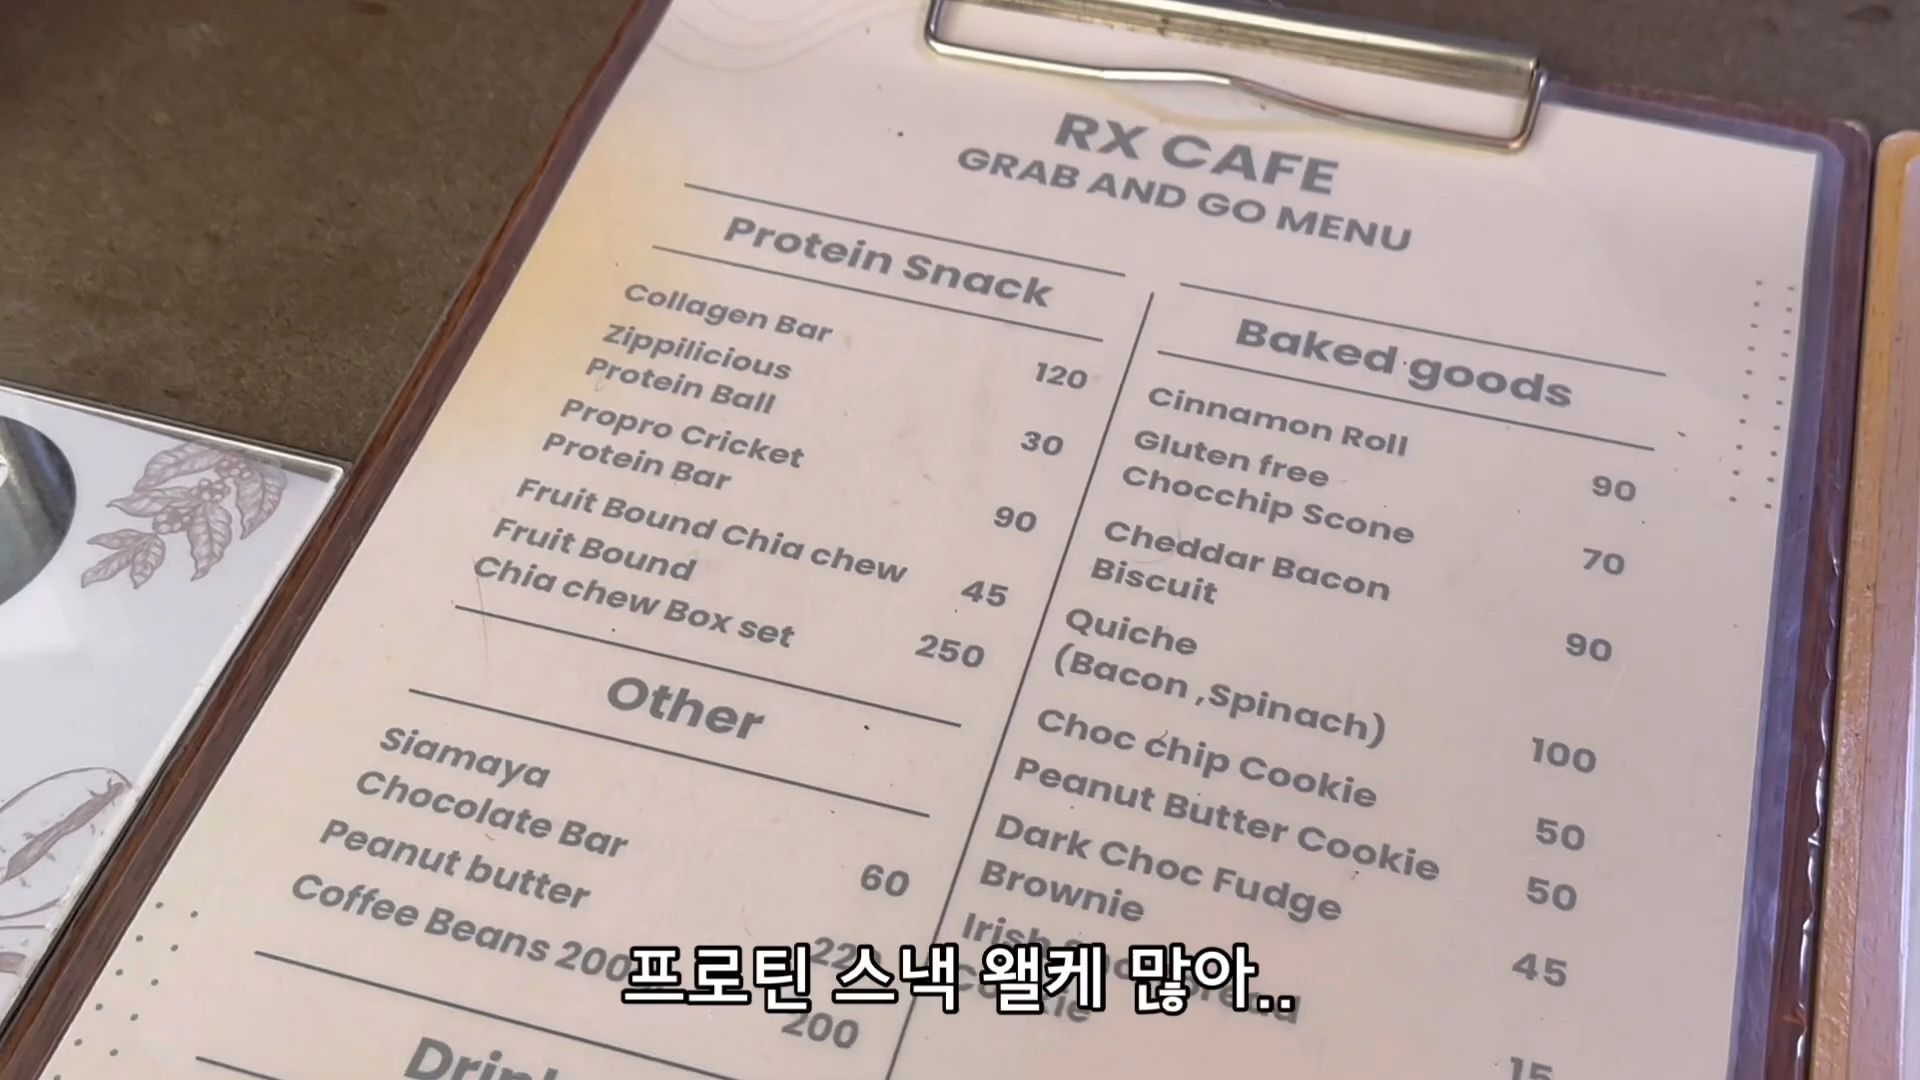 RX CAFE
GRAB AND GO MENU
Protein Snack
Collagen Bar
120
Zippilicious
Protein Ball
30
Propro Cricket
Protein Bar
90
Fruit Bound Chia chew
45
Fruit Bound
Chia chew Box set
250
Other
Siamaya
Chocolate Bar
60
Peanut butter
Coffee Beans 200
200
Baked goods
Cinnamon Roll
90
Gluten free
Chocchip Scone
70
Cheddar Bacon
Biscuit
90
Quiche
(Bacon ,Spinach)
100
Choc chip Cookie
50
Peanut Butter Cookie
50
Dark Choc Fudge
Brownie
45
Irish
15
프로틴 스낵 왤케 많아..